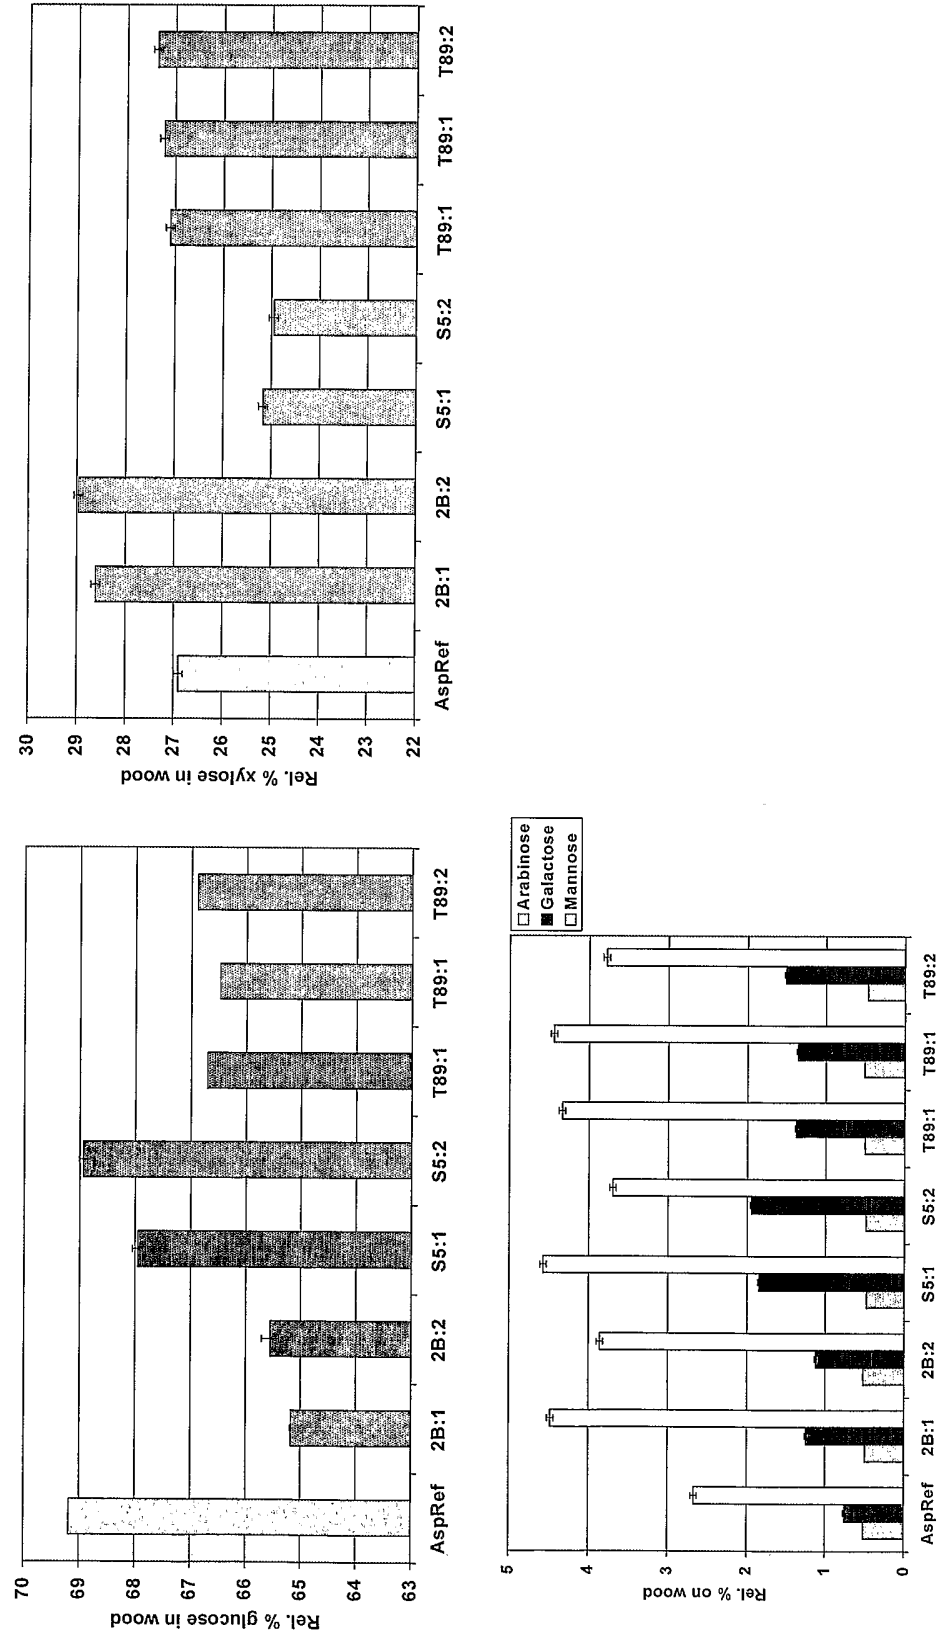 70
69
68
67
66
65
64
63
Rel. % glucose in wood
AspRef 2B:1 2B:2 S5:1 S5:2 T89:1 T89:1 T89:2
30
29
28
27
26
25
24
23
22
Rel. % xylose in wood
AspRef 2B:1 2B:2 S5:1 S5:2 T89:1 T89:1 T89:2
5
4
3
2
1
0
Rel. % on wood
AspRef 2B:1 2B:2 S5:1 S5:2 T89:1 T89:1 T89:2
Arabinose
Galactose
Mannose